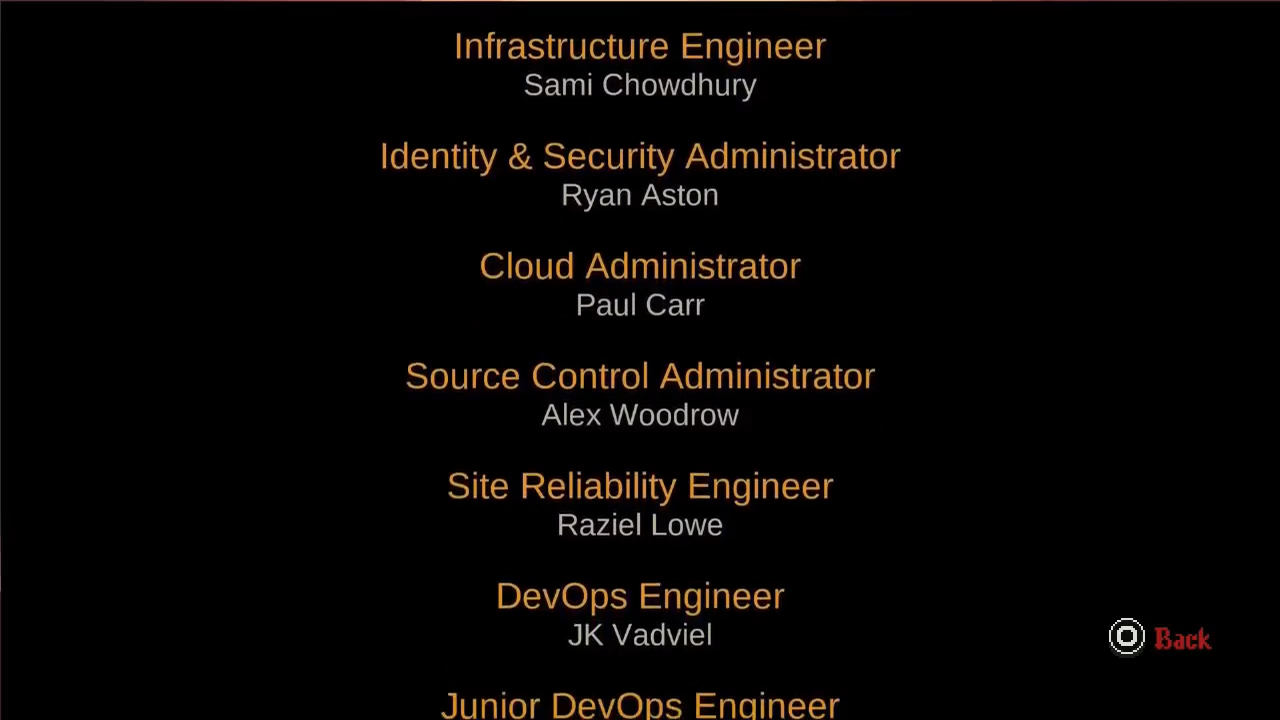 Infrastructure Engineer
Sami Chowdhury
Identity & Security Administrator
Ryan Aston
Cloud Administrator
Paul Carr
Source Control Administrator
Alex Woodrow
Site Reliability Engineer
Raziel Lowe
DevOps Engineer
JK Vadviel
Back
Junior DevOps Engineer